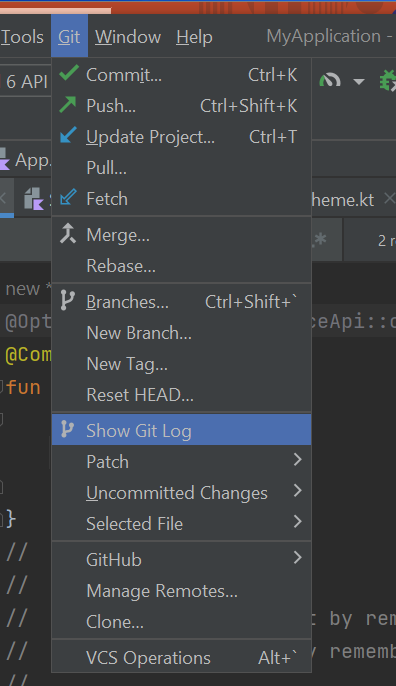 Tools Git Window Help MyApplication -
6 API
Commit... Ctrl+K
Push... Ctrl+Shift+K
Update Project... Ctrl+T
Pull...
App.
Fetch
heme.kt
Merge...
2 r
Rebase...
new *
Branches... Ctrl+Shift+`
@Opt
ceApi::c
New Branch...
@Com
New Tag...
fun
Reset HEAD...
Show Git Log
Patch
Uncommitted Changes
Selected File
}
//
GitHub
//
Manage Remotes...
//
t by rem
Clone...
//
y rememb
VCS Operations Alt+`
//